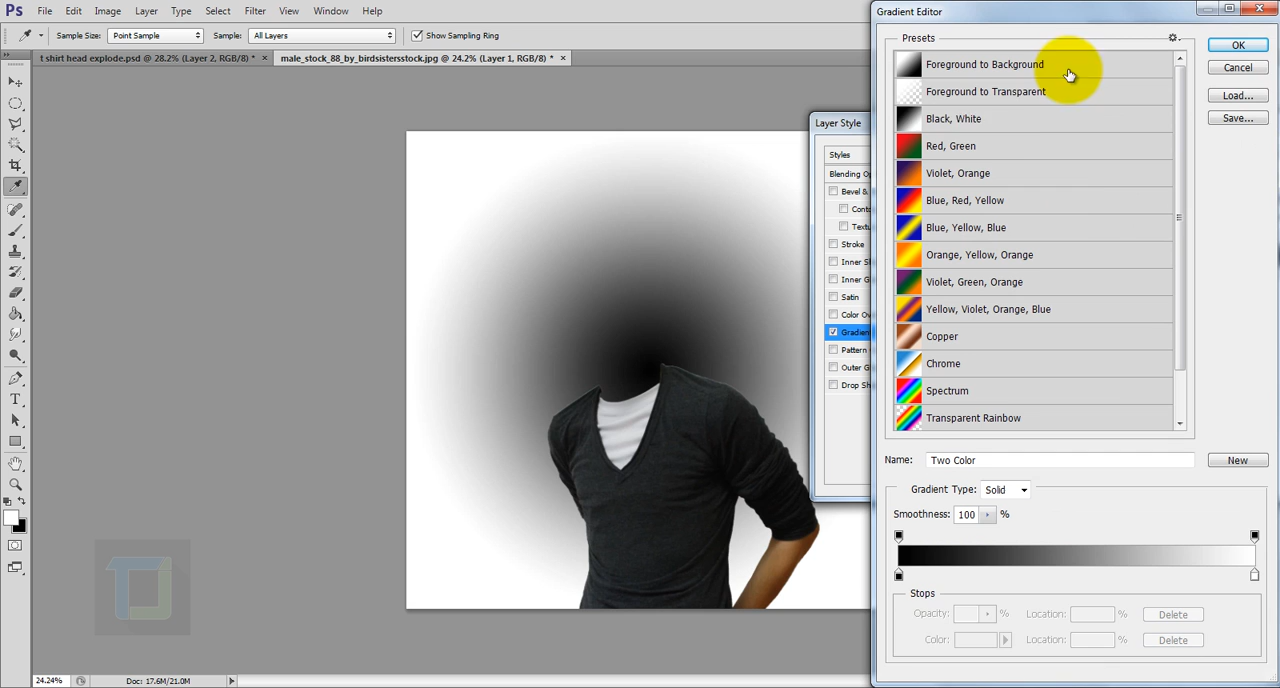 Ps File Edit Image Layer Type Select Filter View Window Help
Sample Size: Point Sample Sample: All Layers Show Sampling Ring
t shirt head explode.psd @ 28.2% (Layer 2, RGB/8) * × male_stock_88_by_birdsistersstock.jpg @ 24.2% (Layer 1, RGB/8) * ×
Layer Style
Styles
Blending Op
Bevel &
Conto
Textu
Stroke
Inner Sh
Inner G
Satin
Color Ov
Gradien
Pattern
Outer G
Drop Sh
Gradient Editor
Presets
Foreground to Background
Foreground to Transparent
Black, White
Red, Green
Violet, Orange
Blue, Red, Yellow
Blue, Yellow, Blue
Orange, Yellow, Orange
Violet, Green, Orange
Yellow, Violet, Orange, Blue
Copper
Chrome
Spectrum
Transparent Rainbow
OK
Cancel
Load...
Save...
Name: Two Color New
Gradient Type: Solid
Smoothness: 100 %
Stops
Opacity: % Location: % Delete
Color: Location: % Delete
24.24% Doc: 17.6M/21.0M